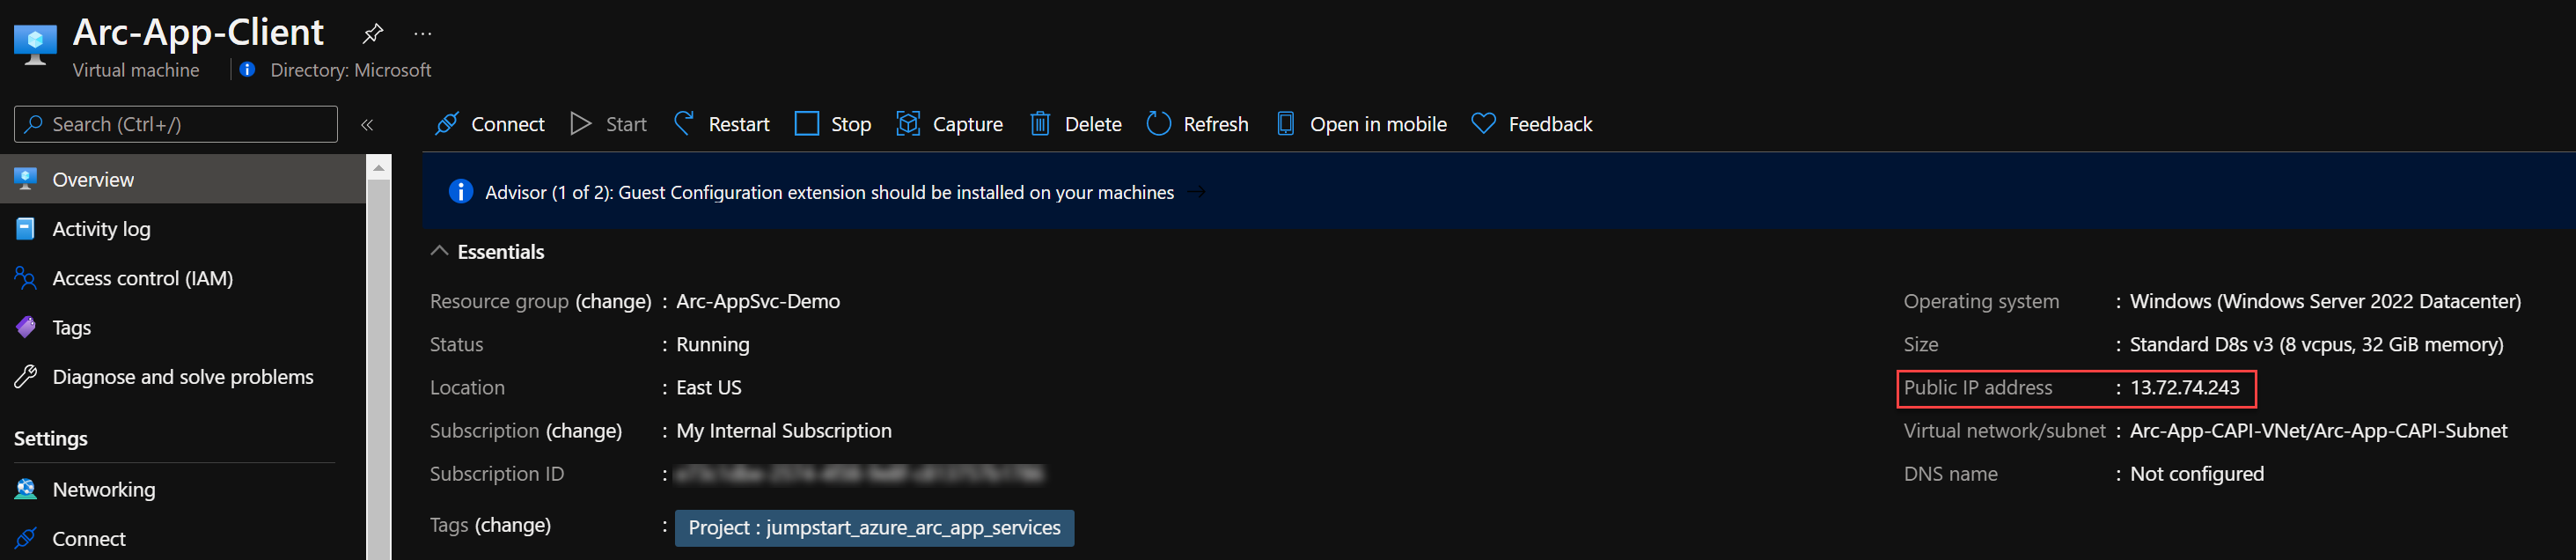 Arc-App-Client
Virtual machine
Directory: Microsoft
Search (Ctrl+/)
Connect
Start
Restart
Stop
Capture
Delete
Refresh
Open in mobile
Feedback
Overview
Activity log
Access control (IAM)
Tags
Diagnose and solve problems
Settings
Networking
Connect
Advisor (1 of 2): Guest Configuration extension should be installed on your machines →
Essentials
Resource group (change) : Arc-AppSvc-Demo
Status : Running
Location : East US
Subscription (change) : My Internal Subscription
Subscription ID :
Tags (change) : Project : jumpstart_azure_arc_app_services
Operating system : Windows (Windows Server 2022 Datacenter)
Size : Standard D8s v3 (8 vcpus, 32 GiB memory)
Public IP address : 13.72.74.243
Virtual network/subnet : Arc-App-CAPI-VNet/Arc-App-CAPI-Subnet
DNS name : Not configured